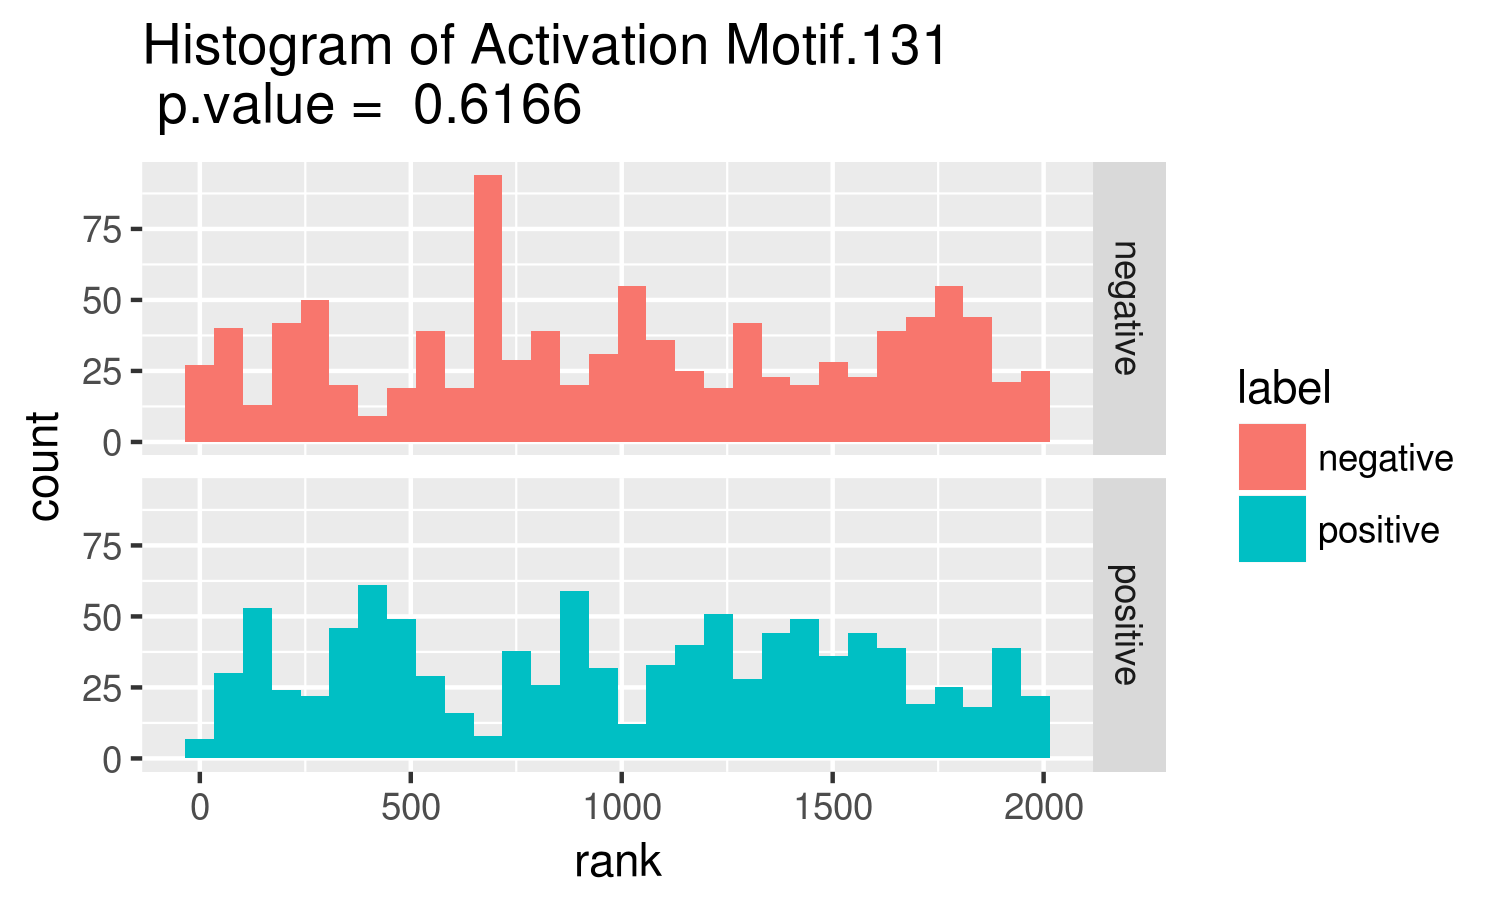 Histogram of Activation Motif.131
p.value = 0.6166
75
50
25
0
negative
75
50
25
0
positive
count
0 500 1000 1500 2000
rank
label
negative
positive